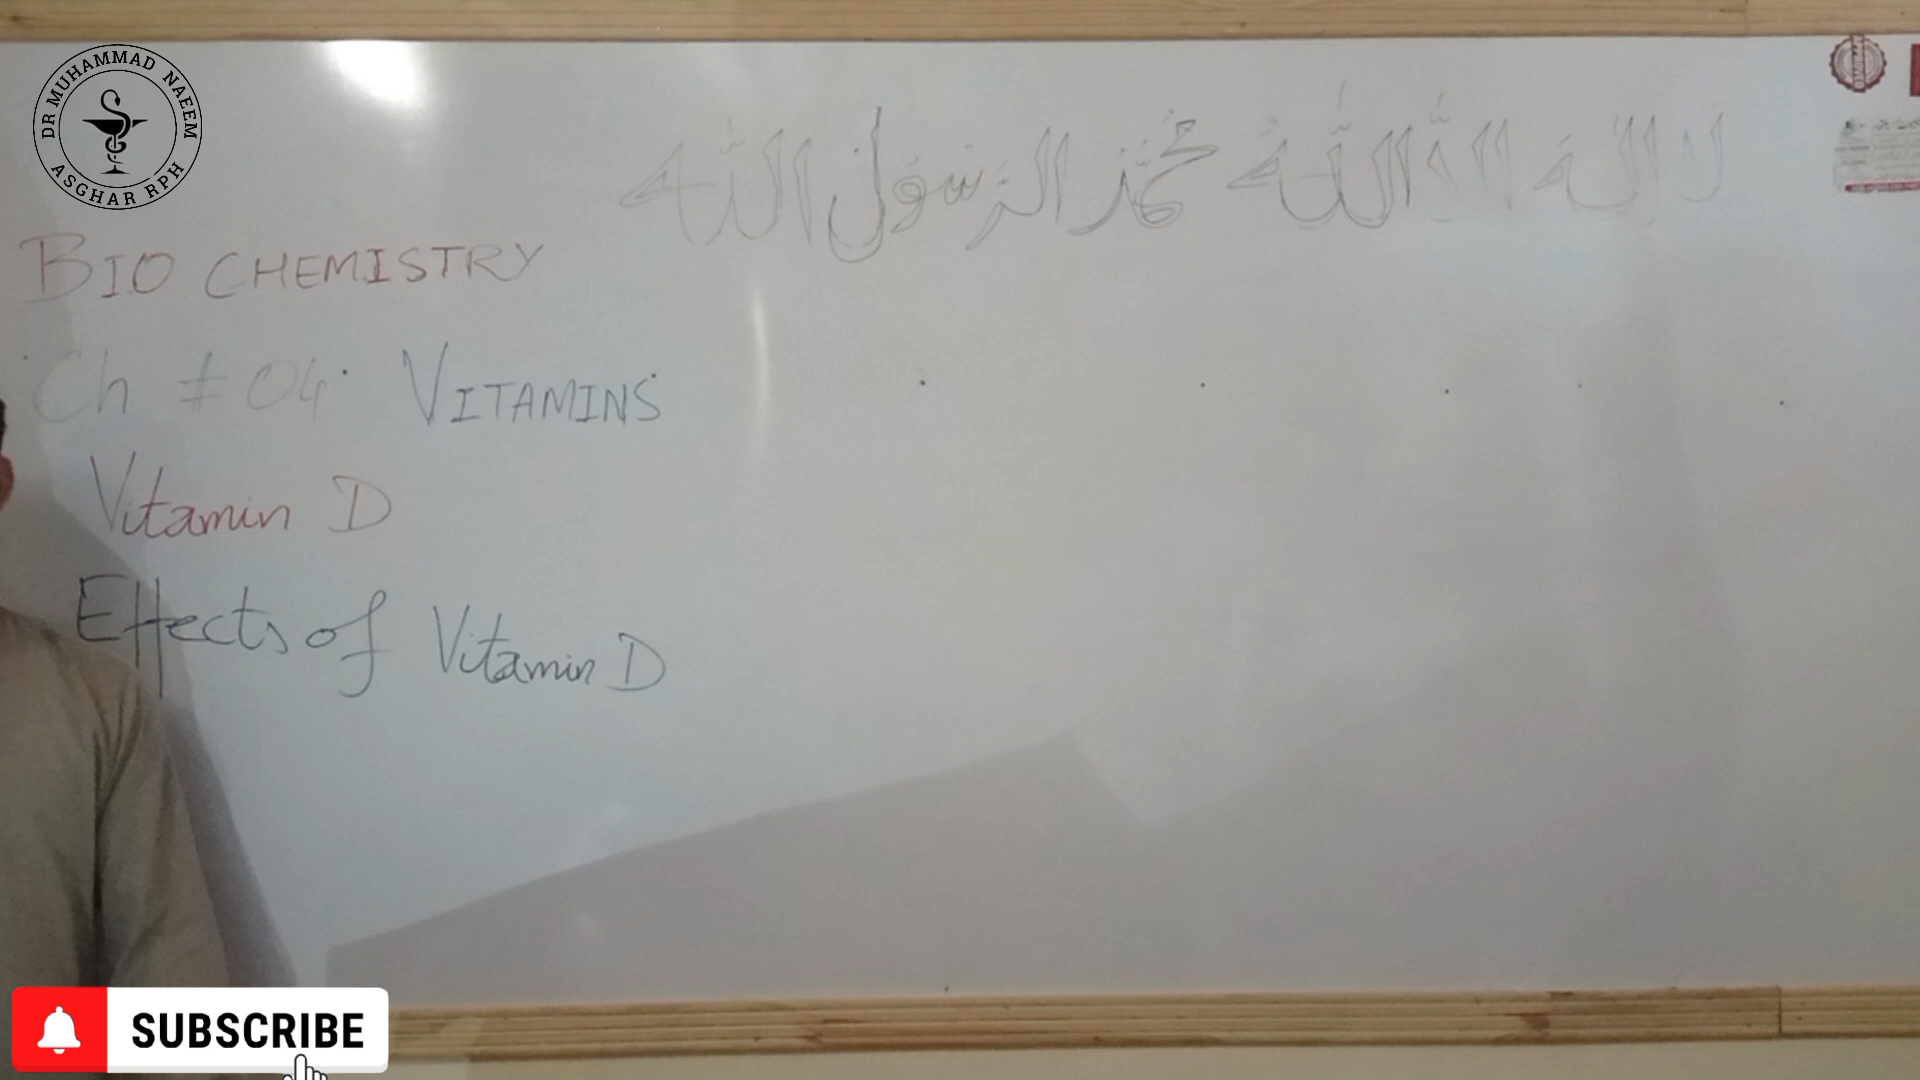 DR MUHAMMAD NAEEM
ASGHAR RPH
لا اله الا الله محمد الرسول الله
BIO CHEMISTRY
Ch # 04 VITAMINS
Vitamin D
Effects of Vitamin D
SUBSCRIBE